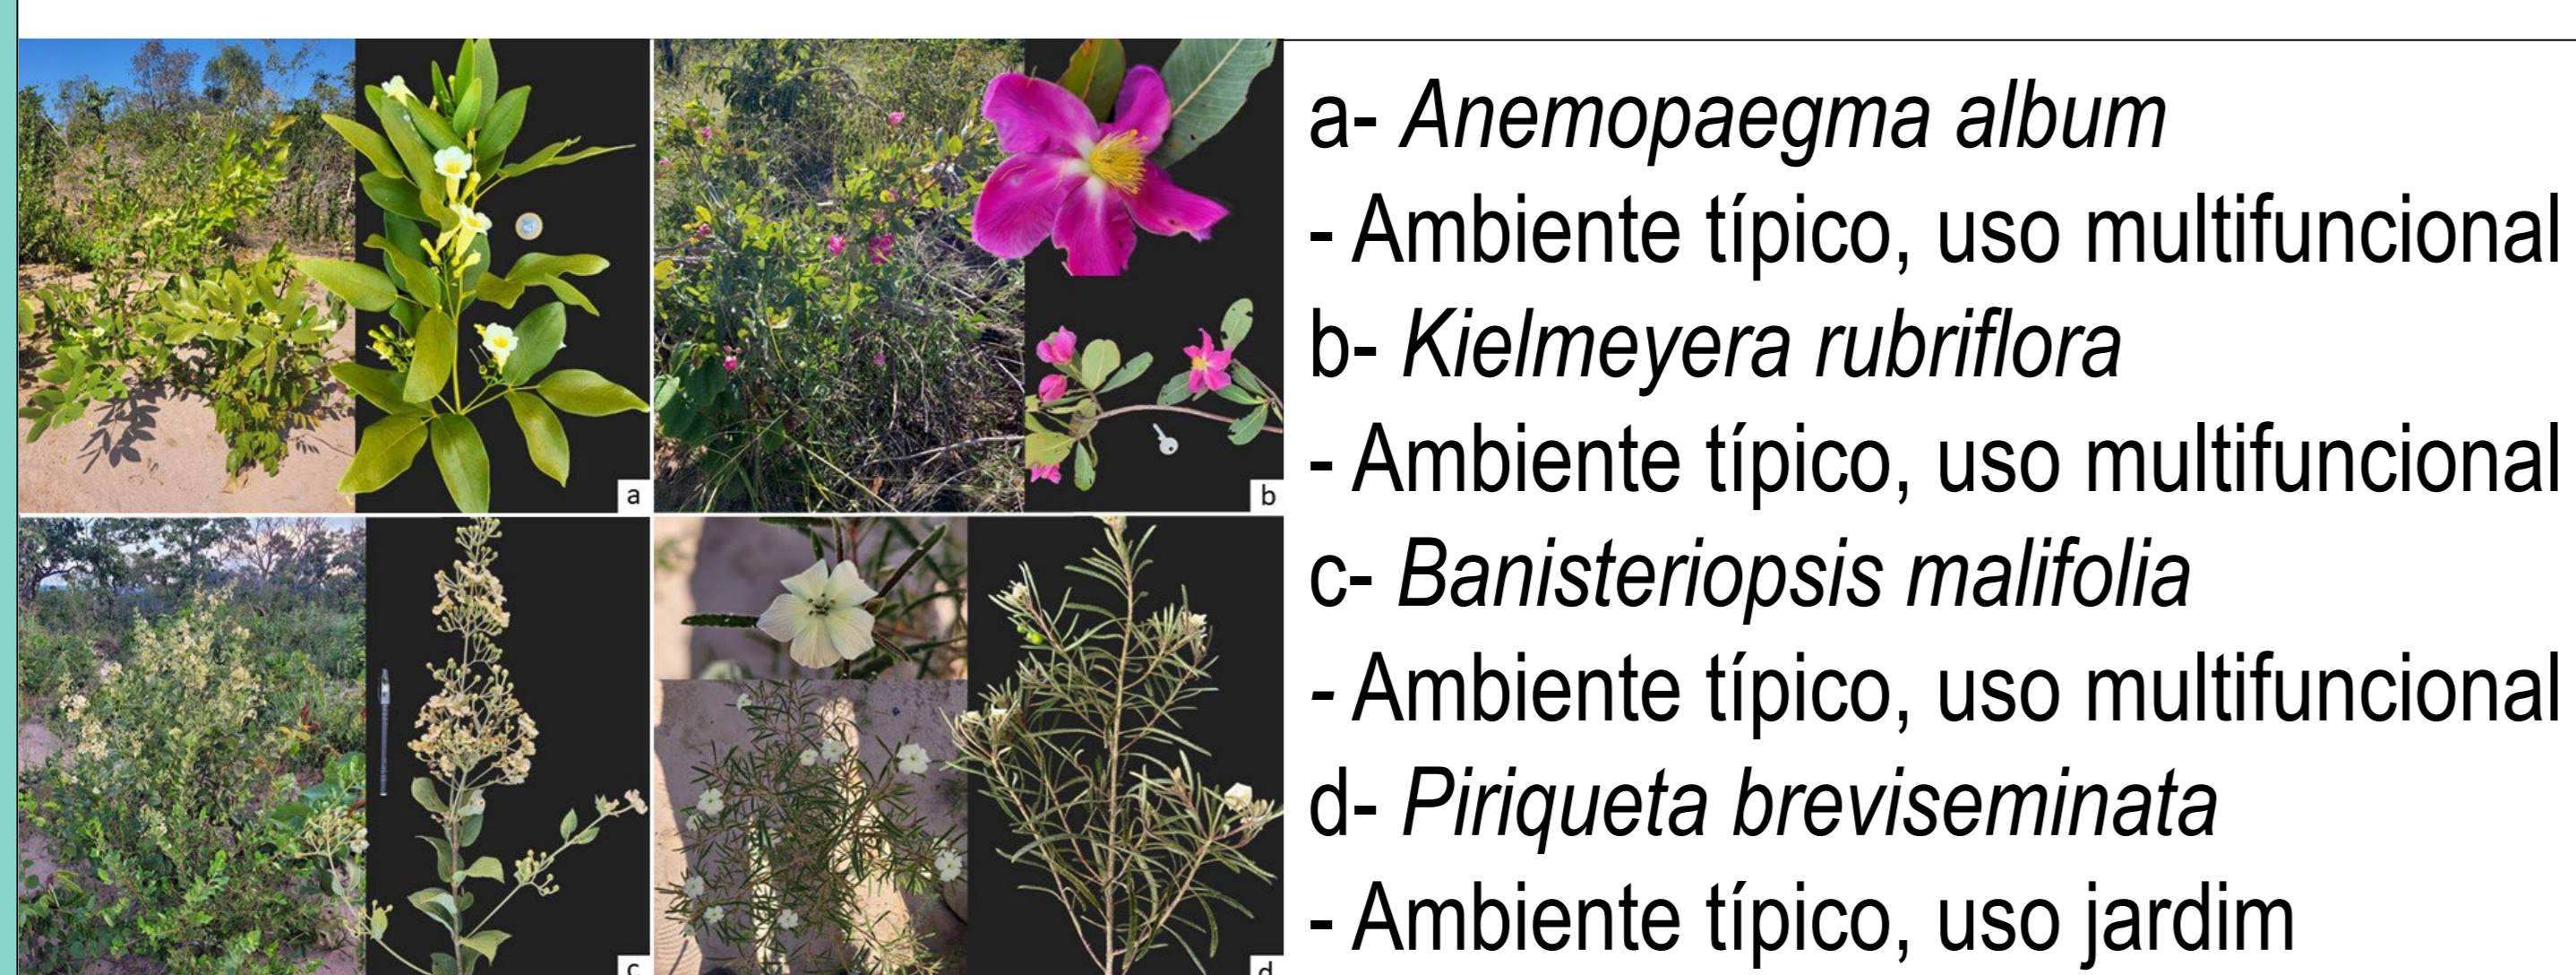 a- Anemopaegma album
- Ambiente típico, uso multifuncional
b- Kielmeyera rubriflora
- Ambiente típico, uso multifuncional
c- Banisteriopsis malifolia
- Ambiente típico, uso multifuncional
d- Piriqueta breviseminata
- Ambiente típico, uso jardim
a
b
c
d